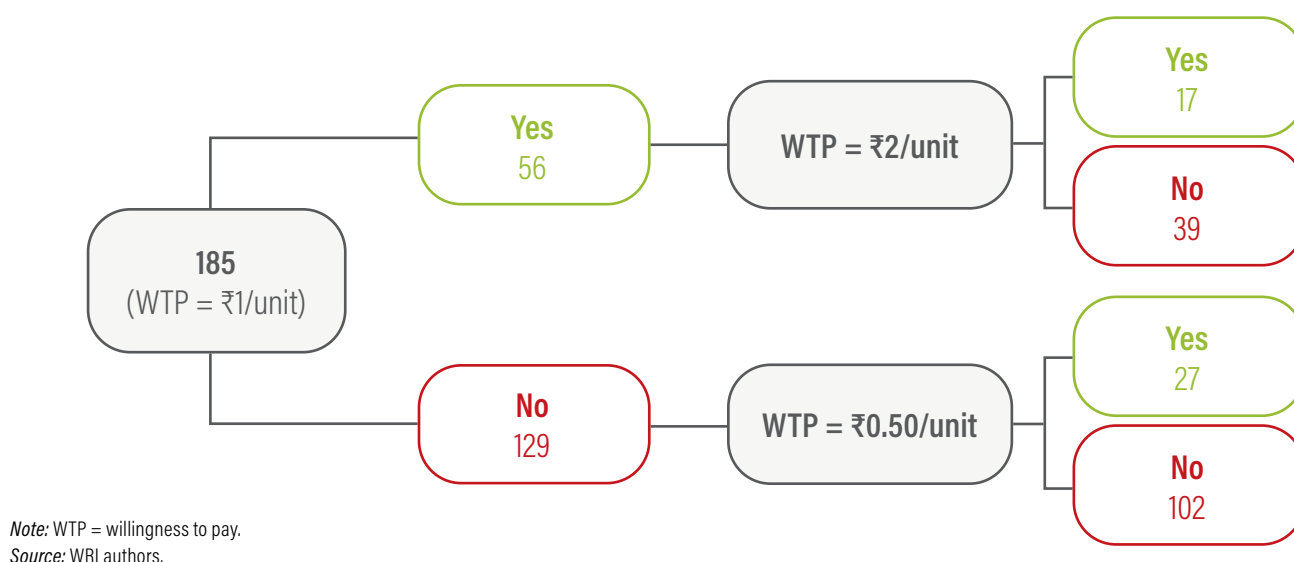 185
(WTP = ₹1/unit)
Yes
56
WTP = ₹2/unit
Yes
17
No
39
No
129
WTP = ₹0.50/unit
Yes
27
No
102
Note: WTP = willingness to pay.
Source: WRI authors.